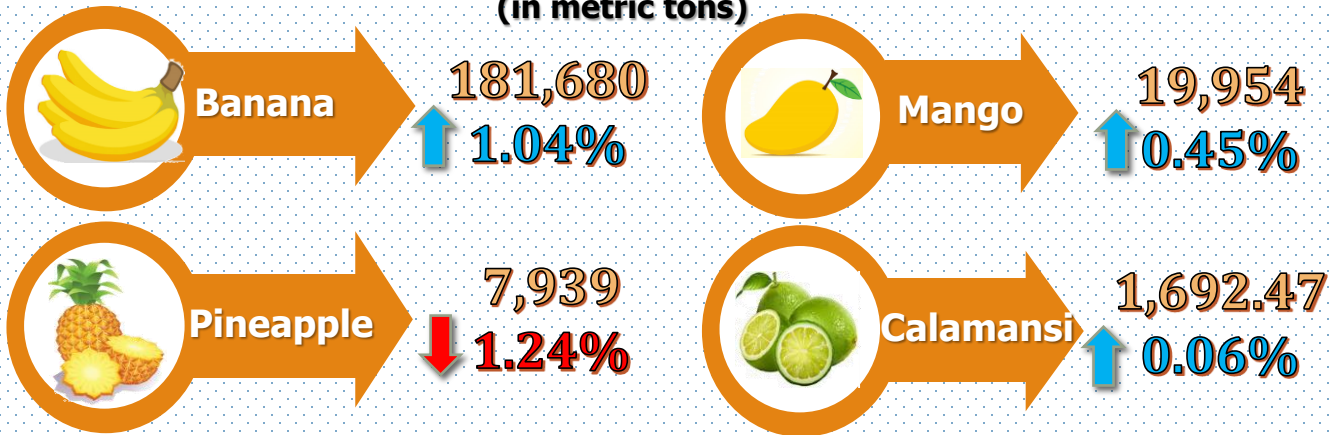 (in metric tons)
Banana
181,680
1.04%
Mango
19,954
0.45%
Pineapple
7,939
1.24%
Calamansi
1,692.47
0.06%